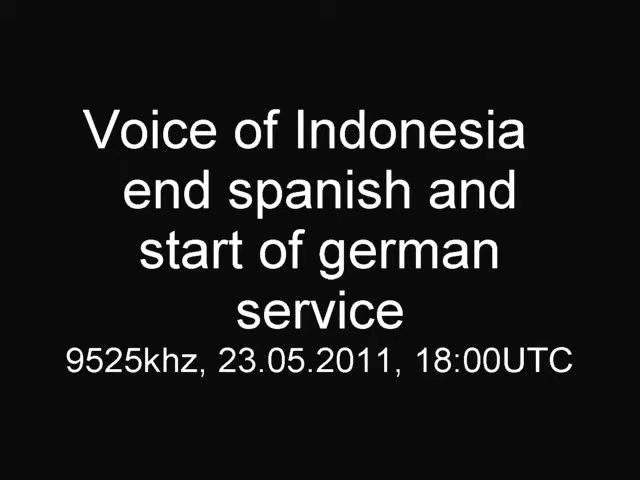 Voice of Indonesia
end spanish and
start of german
service
9525khz, 23.05.2011, 18:00UTC